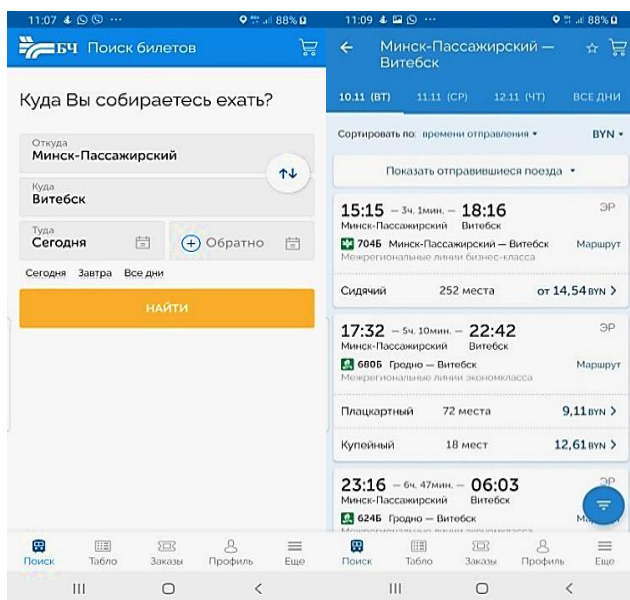 11:07
88%
БЧ Поиск билетов
Куда Вы собираетесь ехать?
Откуда
Минск-Пассажирский
Куда
Витебск
Туда
Сегодня
Обратно
Сегодня Завтра Все дни
НАЙТИ
Поиск Табло Заказы Профиль Еще
11:09
88%
Минск-Пассажирский —
Витебск
10.11 (ВТ) 11.11 (СР) 12.11 (ЧТ) ВСЕ ДНИ
Сортировать по: времени отправления BYN
Показать отправившиеся поезда
15:15 – 3ч. 1мин. – 18:16 ЭР
Минск-Пассажирский Витебск
704Б Минск-Пассажирский — Витебск Маршрут
Межрегиональные линии бизнес-класса
Сидячий 252 места от 14,54 BYN >
17:32 – 5ч. 10мин. – 22:42 ЭР
Минск-Пассажирский Витебск
680Б Гродно — Витебск Маршрут
Межрегиональные линии экономкласса
Плацкартный 72 места 9,11 BYN >
Купейный 18 мест 12,61 BYN >
23:16 – 6ч. 47мин. – 06:03 ЭР
Минск-Пассажирский Витебск
624Б Гродно — Витебск
Межрегиональные линии экономкласса
Поиск Табло Заказы Профиль Еще